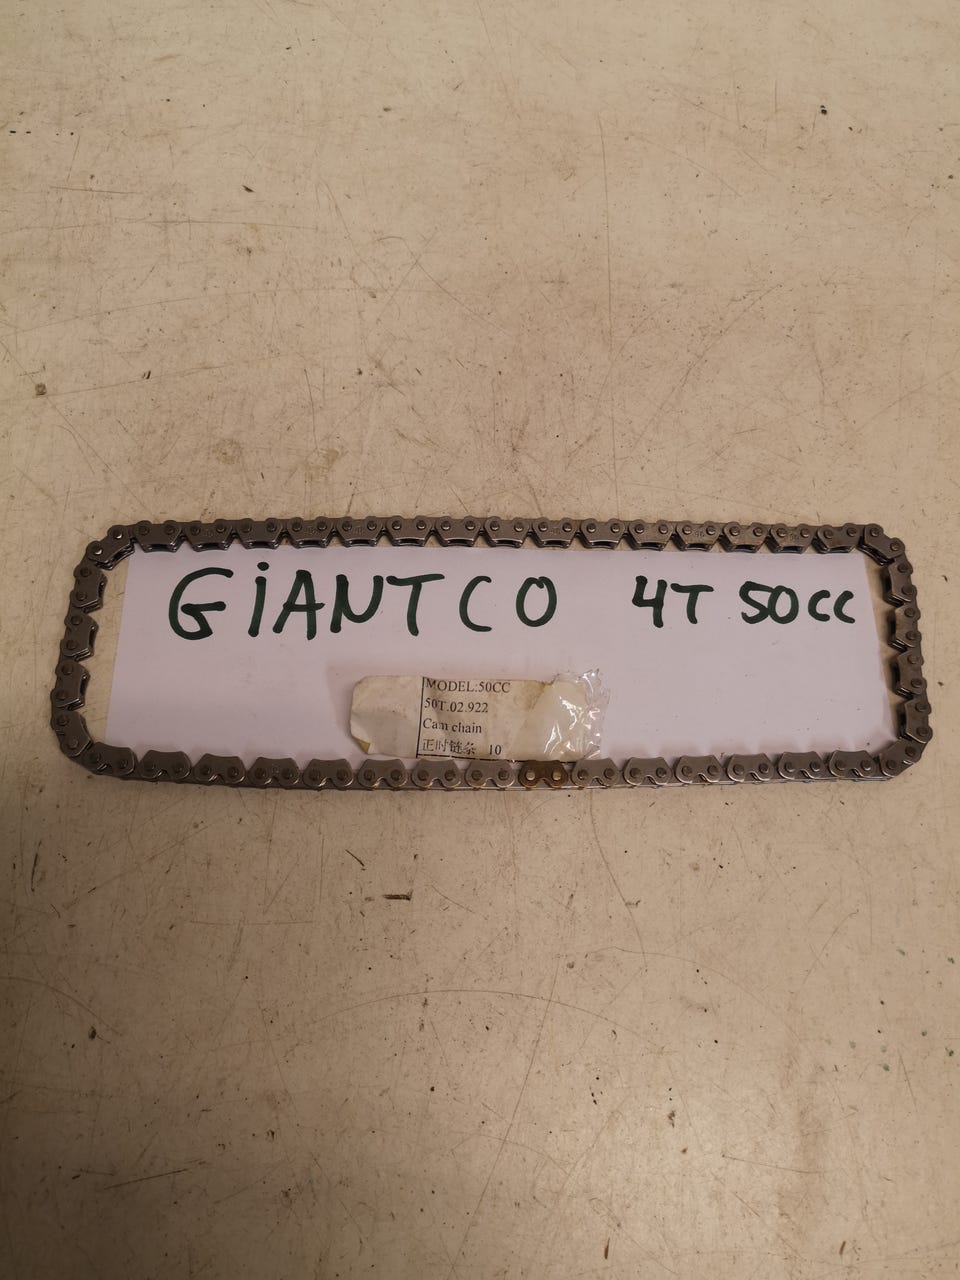 GiANTCO 4T 50cc
MODEL:50CC
50T.02.922
Cam chain
正时链条 10